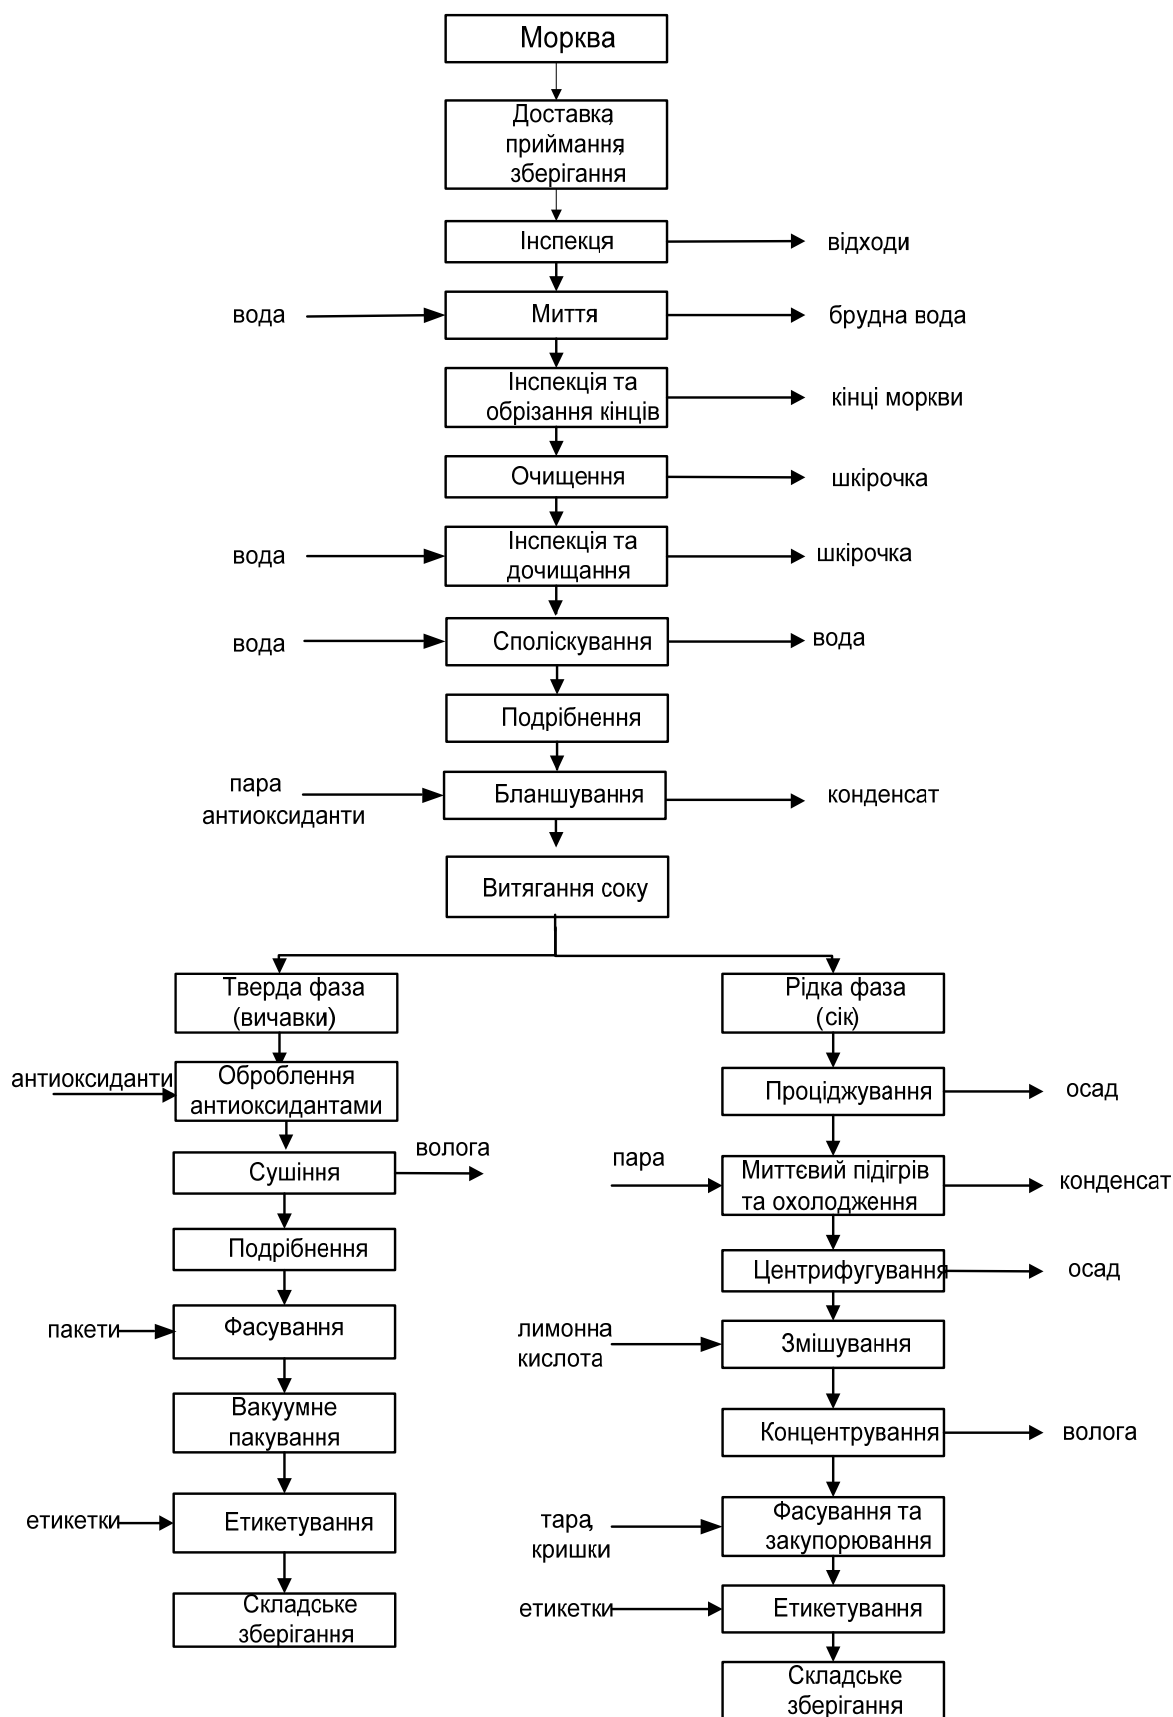 Морква
Доставка,
приймання,
зберігання
Інспекця
відходи
вода
Миття
брудна вода
Інспекція та
обрізання кінців
кінці моркви
Очищення
шкірочка
вода
Інспекція та
дочищання
шкірочка
вода
Споліскування
вода
Подрібнення
пара
антиоксиданти
Бланшування
конденсат
Витягання соку
Тверда фаза
(вичавки)
антиоксиданти
Оброблення
антиоксидантами
Сушіння
волога
Подрібнення
пакети
Фасування
Вакуумне
пакування
етикетки
Етикетування
Складське
зберігання
Рідка фаза
(сік)
Проціджування
осад
пара
Миттєвий підігрів
та охолодження
конденсат
Центрифугування
осад
лимонна
кислота
Змішування
Концентрування
волога
тара,
кришки
Фасування та
закупорювання
етикетки
Етикетування
Складське
зберігання